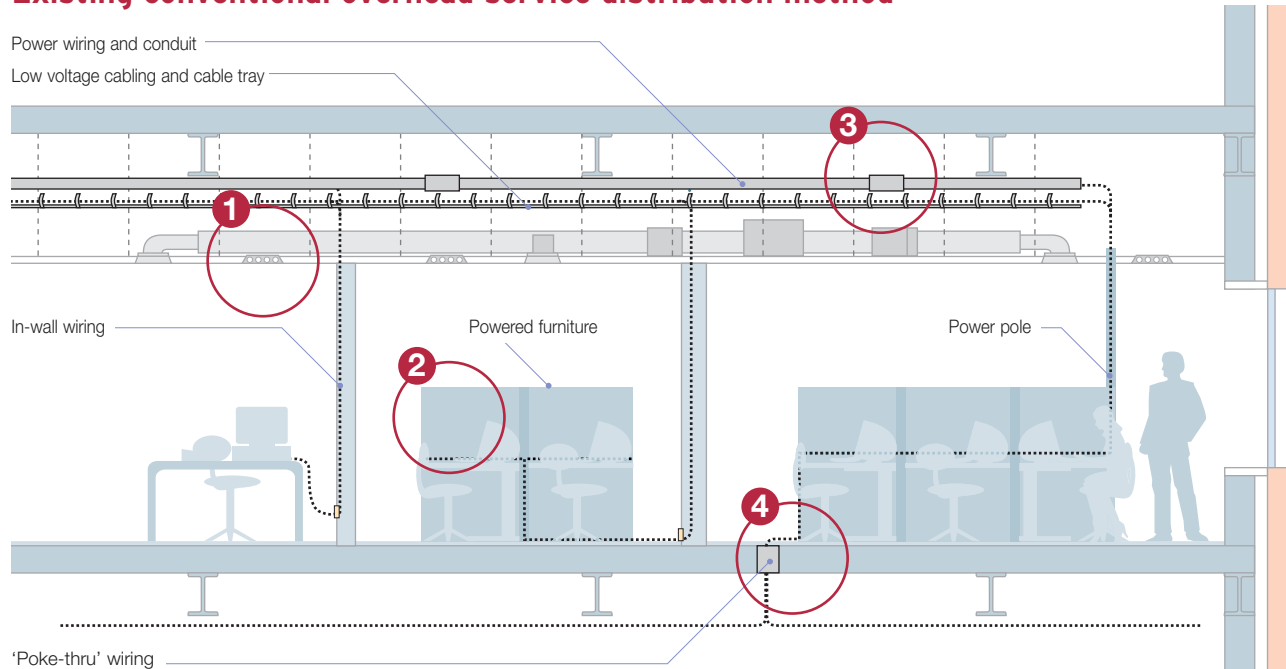 Existing conventional overhead service distribution method
Power wiring and conduit
Low voltage cabling and cable tray
3
1
In-wall wiring
Powered furniture
Power pole
2
4
'Poke-thru' wiring